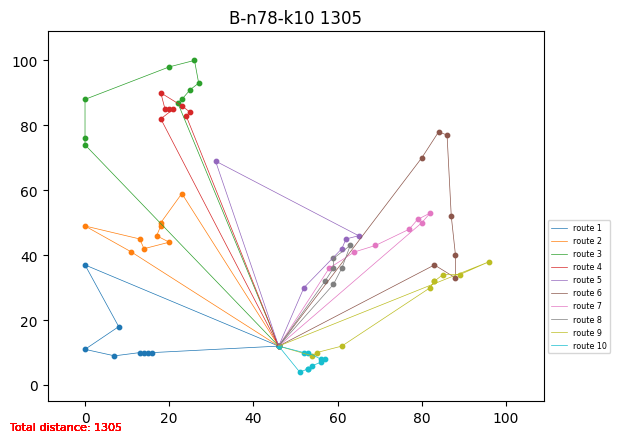 B-n78-k10 1305
100
80
60
40
20
0
0
20
40
60
80
100
route 1
route 2
route 3
route 4
route 5
route 6
route 7
route 8
route 9
route 10
Total distance: 1305